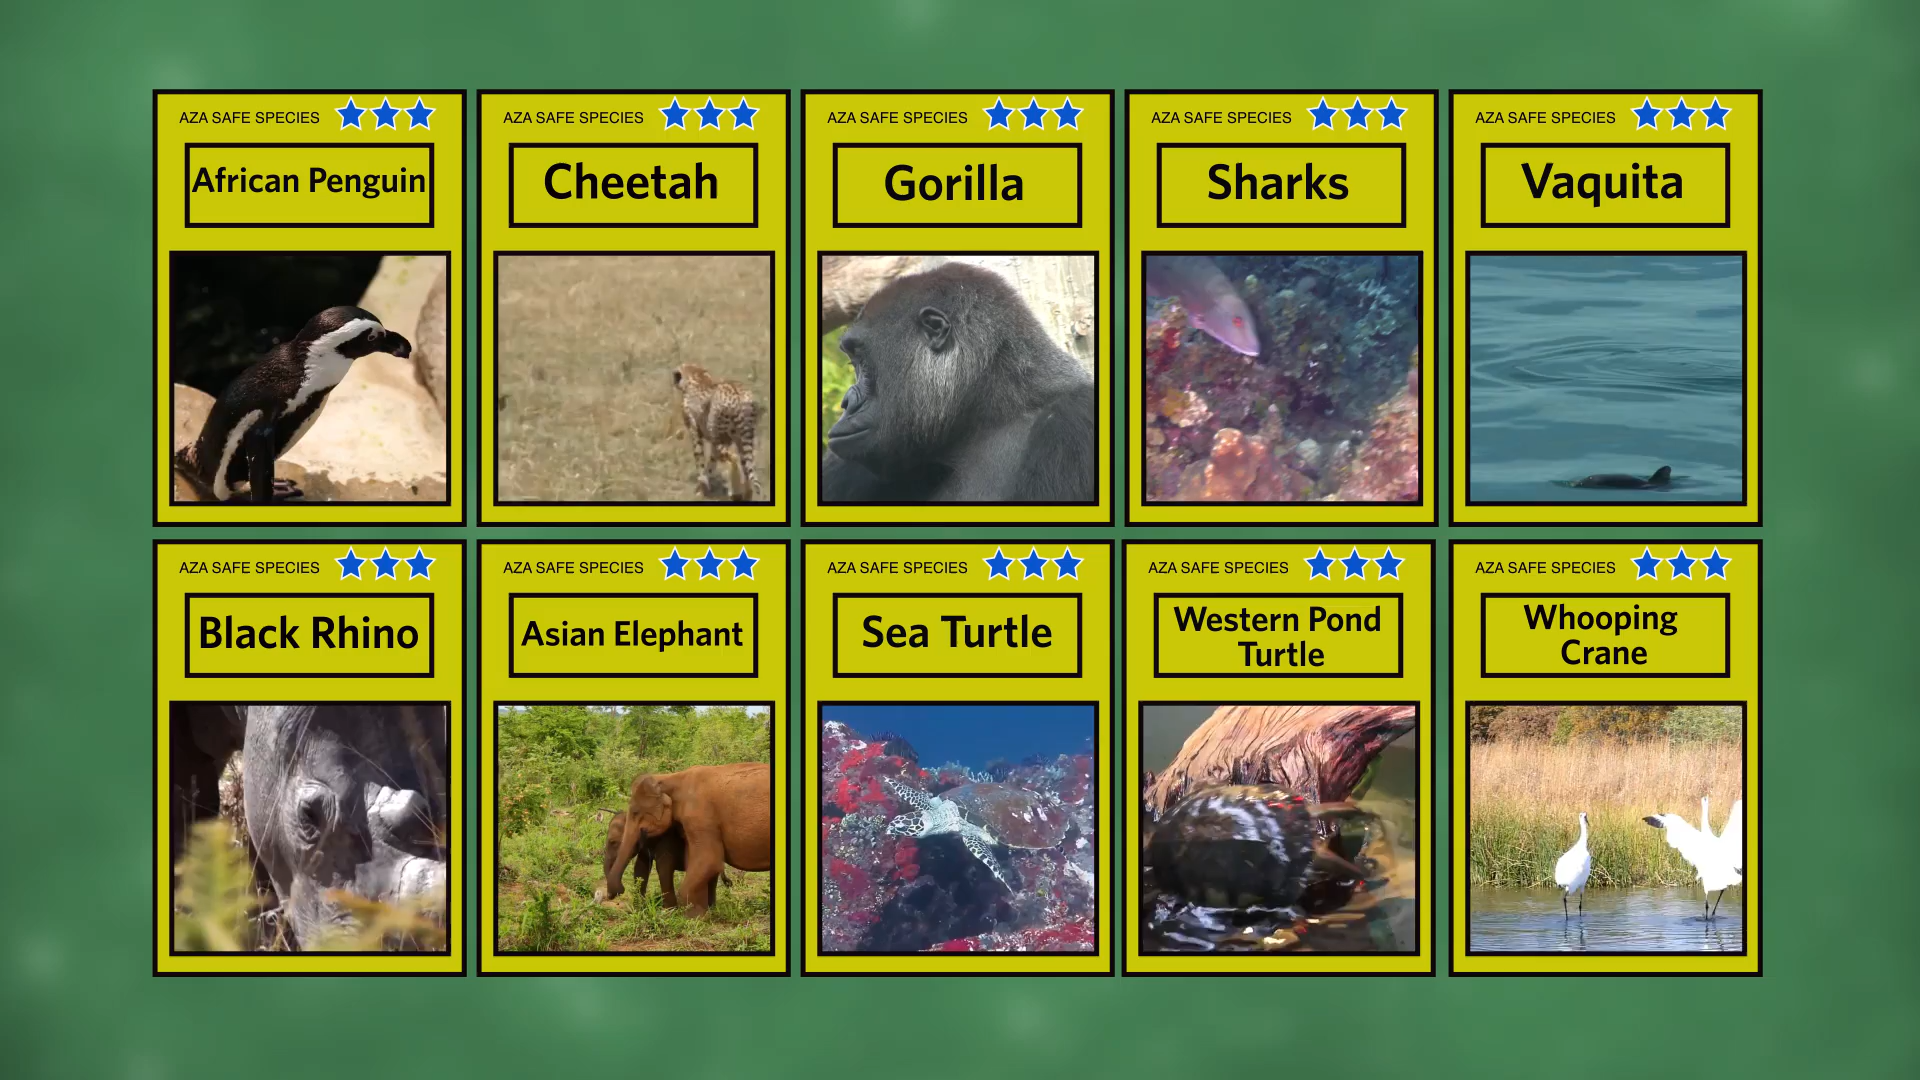 AZA SAFE SPECIES
African Penguin
AZA SAFE SPECIES
Cheetah
AZA SAFE SPECIES
Gorilla
AZA SAFE SPECIES
Sharks
AZA SAFE SPECIES
Vaquita
AZA SAFE SPECIES
Black Rhino
AZA SAFE SPECIES
Asian Elephant
AZA SAFE SPECIES
Sea Turtle
AZA SAFE SPECIES
Western Pond
Turtle
AZA SAFE SPECIES
Whooping
Crane